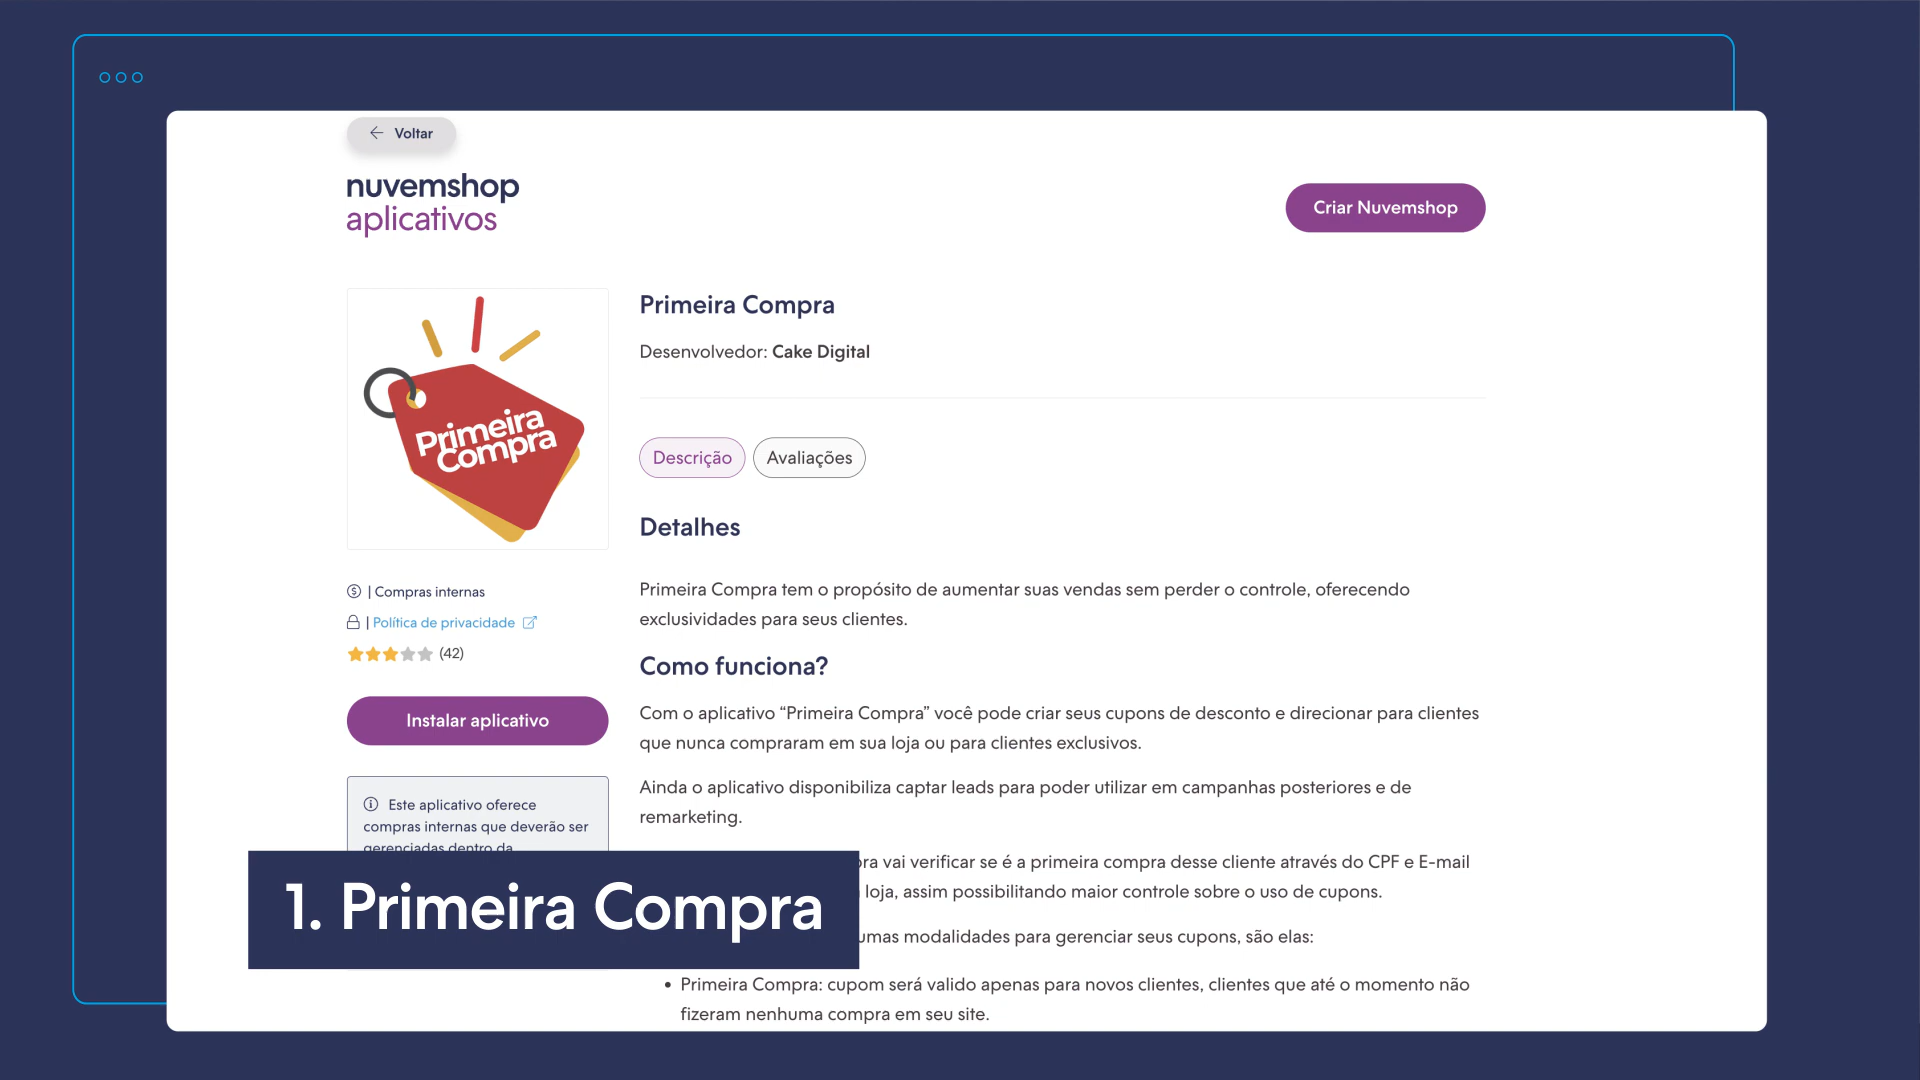 Voltar
nuvemshop
aplicativos
Criar Nuvemshop
Primeira
Compra
Primeira Compra
Desenvolvedor: Cake Digital
Descrição
Avaliações
Detalhes
Primeira Compra tem o propósito de aumentar suas vendas sem perder o controle, oferecendo
exclusividades para seus clientes.
| Compras internas
| Política de privacidade
(42)
Instalar aplicativo
Este aplicativo oferece
compras internas que deverão ser
gerenciadas dentro da
Como funciona?
Com o aplicativo “Primeira Compra” você pode criar seus cupons de desconto e direcionar para clientes
que nunca compraram em sua loja ou para clientes exclusivos.
Ainda o aplicativo disponibiliza captar leads para poder utilizar em campanhas posteriores e de
remarketing.
vai verificar se é a primeira compra desse cliente através do CPF e E-mail
loja, assim possibilitando maior controle sobre o uso de cupons.
modalidades para gerenciar seus cupons, são elas:
• Primeira Compra: cupom será valido apenas para novos clientes, clientes que até o momento não
fizeram nenhuma compra em seu site.
1. Primeira Compra